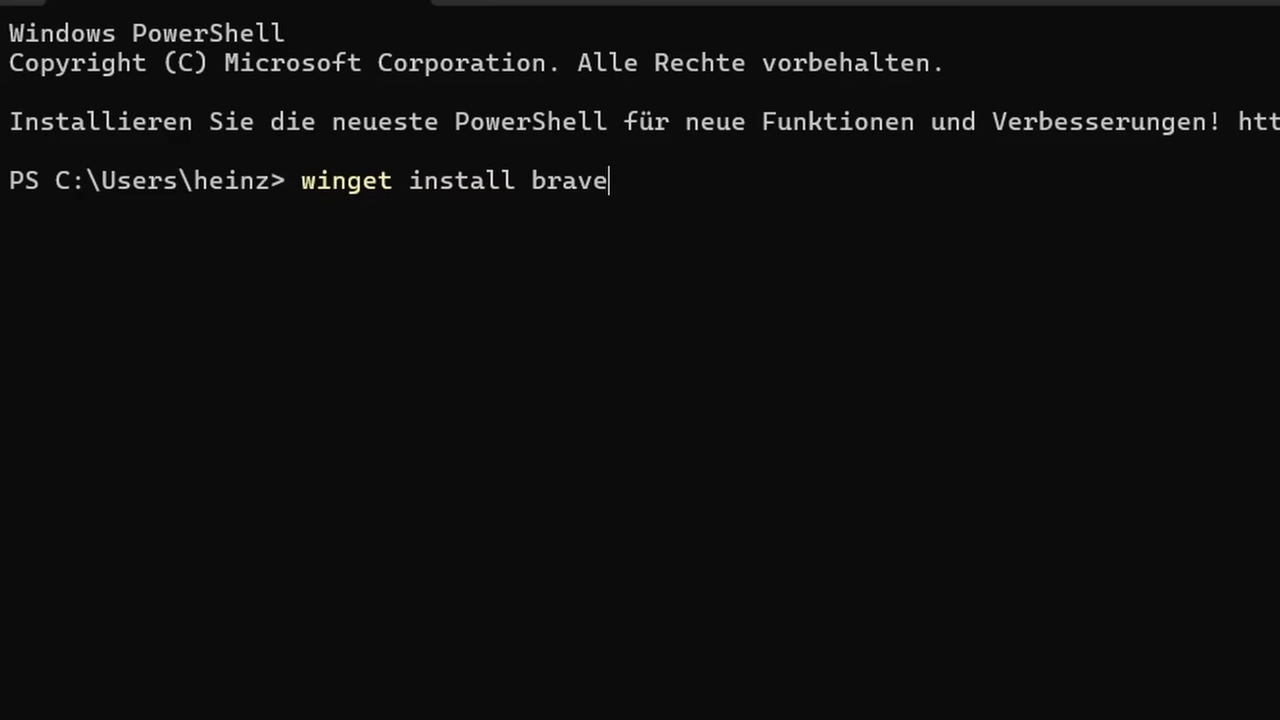 Windows PowerShell
Copyright (C) Microsoft Corporation. Alle Rechte vorbehalten.
Installieren Sie die neueste PowerShell für neue Funktionen und Verbesserungen! htt
PS C:\Users\heinz> winget install brave